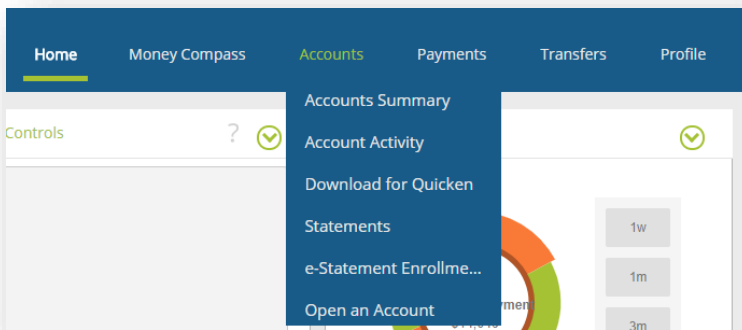 Home Money Compass Accounts Payments Transfers Profile
Accounts Summary
Controls ?
Account Activity
Download for Quicken
Statements
1w
e-Statement Enrollme...
1m
Open an Account
3m